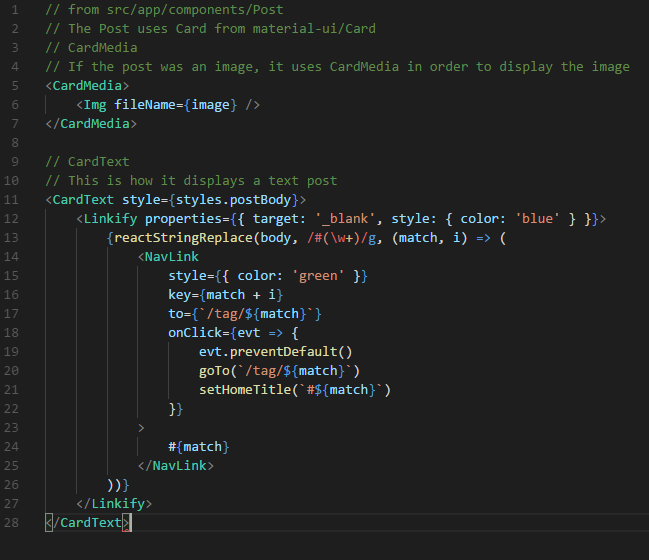 1 // from src/app/components/Post
2 // The Post uses Card from material-ui/Card
3 // CardMedia
4 // If the post was an image, it uses CardMedia in order to display the image
5 <CardMedia>
6     <Img fileName={image} />
7 </CardMedia>
8
9 // CardText
10 // This is how it displays a text post
11 <CardText style={styles.postBody}>
12     <Linkify properties={{ target: '_blank', style: { color: 'blue' } }}>
13         {reactStringReplace(body, /#(\w+)/g, (match, i) => (
14             <NavLink
15                 style={{ color: 'green' }}
16                 key={match + i}
17                 to={`/tag/${match}`}
18                 onClick={evt => {
19                     evt.preventDefault()
20                     goTo(`/tag/${match}`)
21                     setHomeTitle(`#${match}`)
22                 }}
23             >
24                 #{match}
25             </NavLink>
26         ))}
27     </Linkify>
28 </CardText>